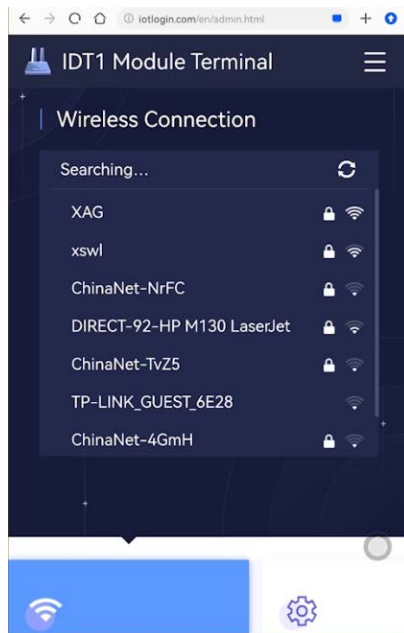 iotlogin.com/en/admin.html
IDT1 Module Terminal
Wireless Connection
Searching...
XAG
xswl
ChinaNet-NrFC
DIRECT-92-HP M130 LaserJet
ChinaNet-TvZ5
TP-LINK_GUEST_6E28
ChinaNet-4GmH